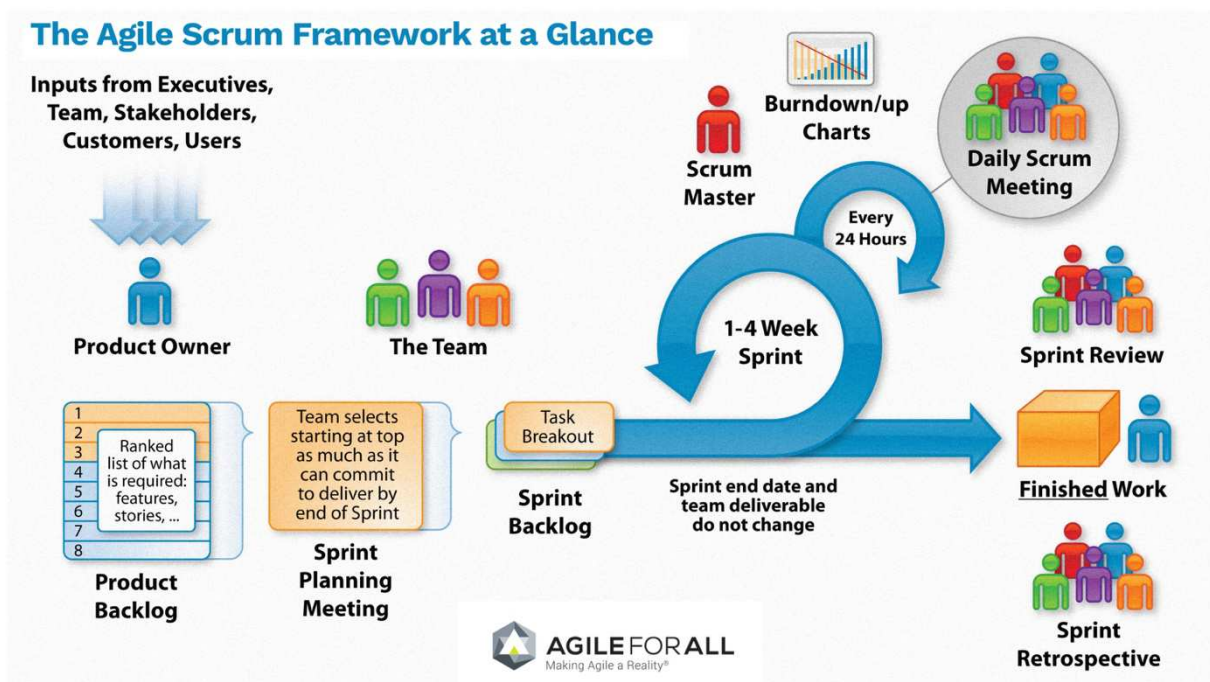 The Agile Scrum Framework at a Glance
Inputs from Executives,
Team, Stakeholders,
Customers, Users
Product Owner
The Team
Scrum
Master
Burndown/up
Charts
Daily Scrum
Meeting
Every
24 Hours
1-4 Week
Sprint
Sprint Review
1
2
3
4
5
6
7
8
Ranked
list of what
is required:
features,
stories, ...
Product
Backlog
Team selects
starting at top
as much as it
can commit
to deliver by
end of Sprint
Sprint
Planning
Meeting
Task
Breakout
Sprint
Backlog
Sprint end date and
team deliverable
do not change
Finished Work
Sprint
Retrospective
AGILE FOR ALL
Making Agile a Reality®